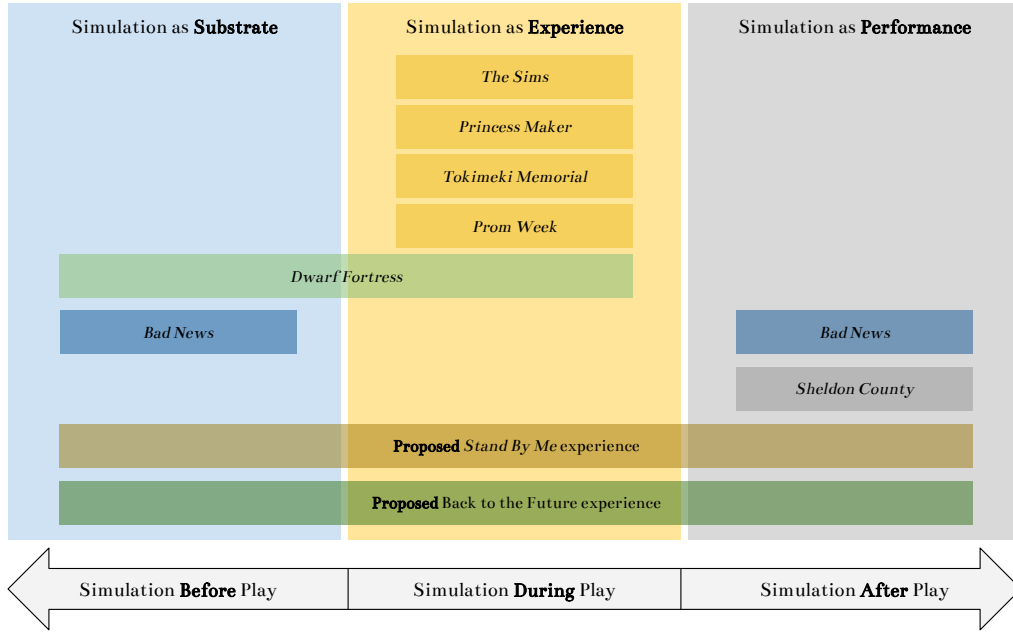 Simulation as Substrate
Simulation as Experience
Simulation as Performance
The Sims
Princess Maker
Tokimeki Memorial
Prom Week
Dwarf Fortress
Bad News
Bad News
Sheldon County
Proposed Stand By Me experience
Proposed Back to the Future experience
Simulation Before Play
Simulation During Play
Simulation After Play